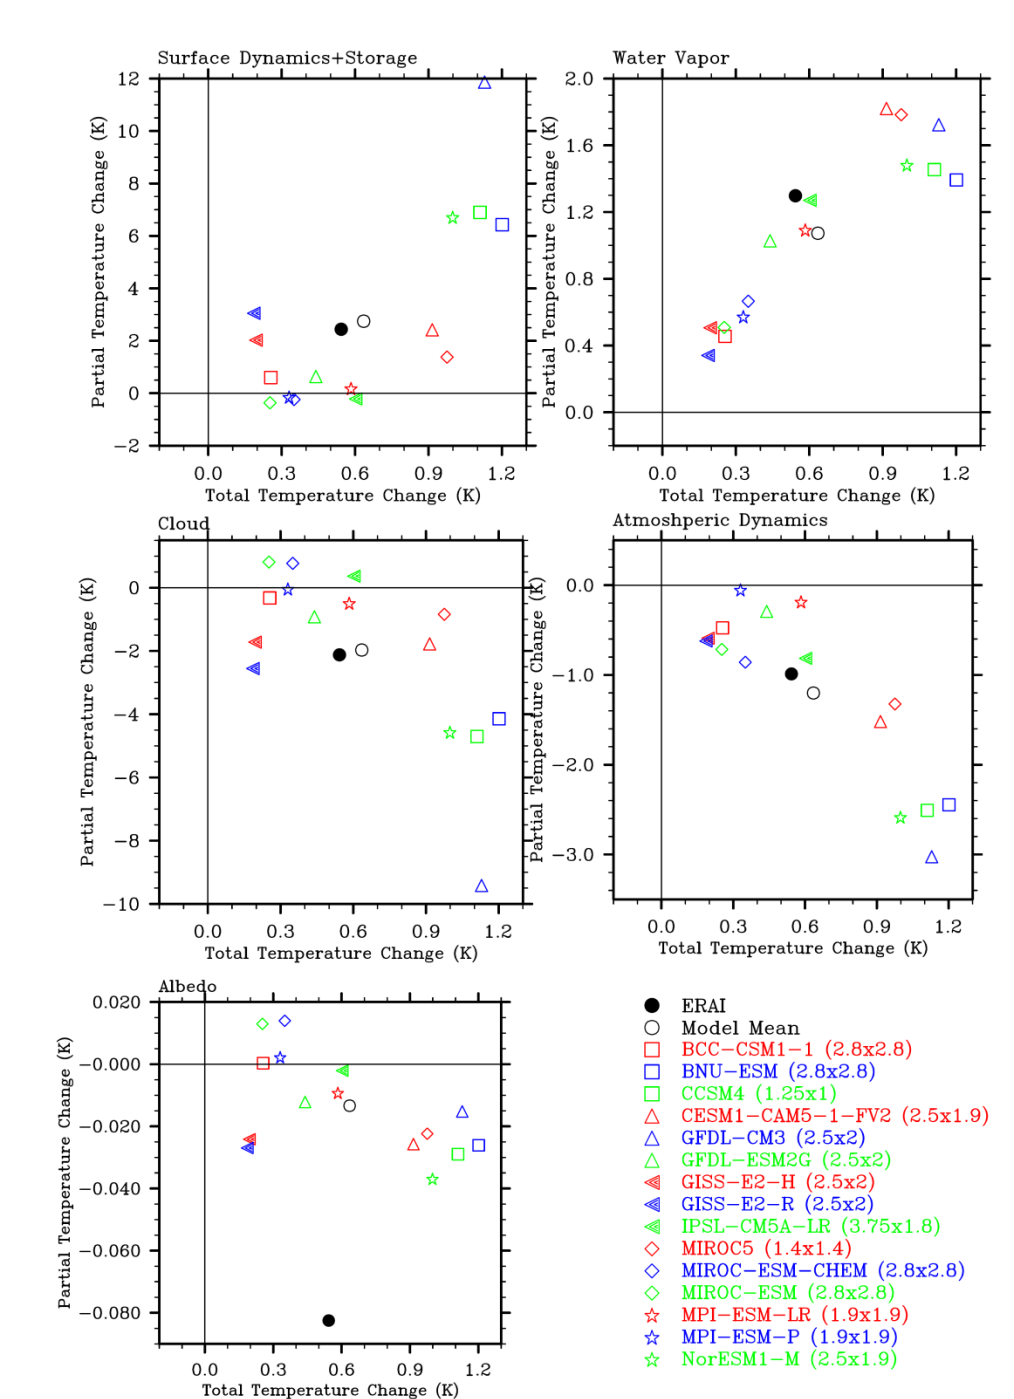 Surface Dynamics+Storage
Partial Temperature Change (K)
12
10
8
6
4
2
0
−2
0.0 0.3 0.6 0.9 1.2
Total Temperature Change (K)
Water Vapor
Partial Temperature Change (K)
2.0
1.6
1.2
0.8
0.4
0.0
0.0 0.3 0.6 0.9 1.2
Total Temperature Change (K)
Cloud
Partial Temperature Change (K)
0
−2
−4
−6
−8
−10
0.0 0.3 0.6 0.9 1.2
Total Temperature Change (K)
Atmoshperic Dynamics
Partial Temperature Change (K)
0.0
−1.0
−2.0
−3.0
0.0 0.3 0.6 0.9 1.2
Total Temperature Change (K)
Albedo
Partial Temperature Change (K)
0.020
−0.000
−0.020
−0.040
−0.060
−0.080
0.0 0.3 0.6 0.9 1.2
Total Temperature Change (K)
ERAI
Model Mean
BCC−CSM1−1 (2.8x2.8)
BNU−ESM (2.8x2.8)
CCSM4 (1.25x1)
CESM1−CAM5−1−FV2 (2.5x1.9)
GFDL−CM3 (2.5x2)
GFDL−ESM2G (2.5x2)
GISS−E2−H (2.5x2)
GISS−E2−R (2.5x2)
IPSL−CM5A−LR (3.75x1.8)
MIROC5 (1.4x1.4)
MIROC−ESM−CHEM (2.8x2.8)
MIROC−ESM (2.8x2.8)
MPI−ESM−LR (1.9x1.9)
MPI−ESM−P (1.9x1.9)
NorESM1−M (2.5x1.9)